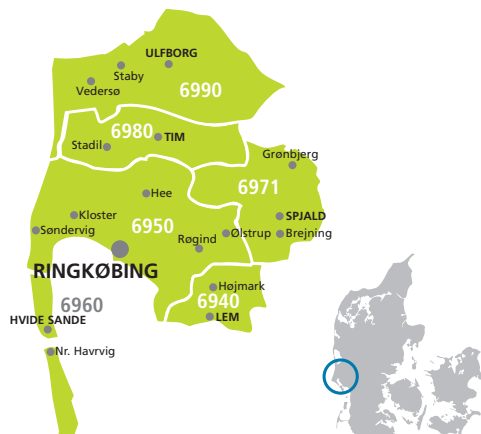 ULFBORG
Staby
Vedersø
6990
6980
TIM
Stadil
Grønbjerg
6971
Hee
Kloster
6950
SPJALD
Søndervig
Ølstrup
Brejning
Røgind
RINGKØBING
6960
Højmark
6940
HVIDE SANDE
LEM
Nr. Havrvig